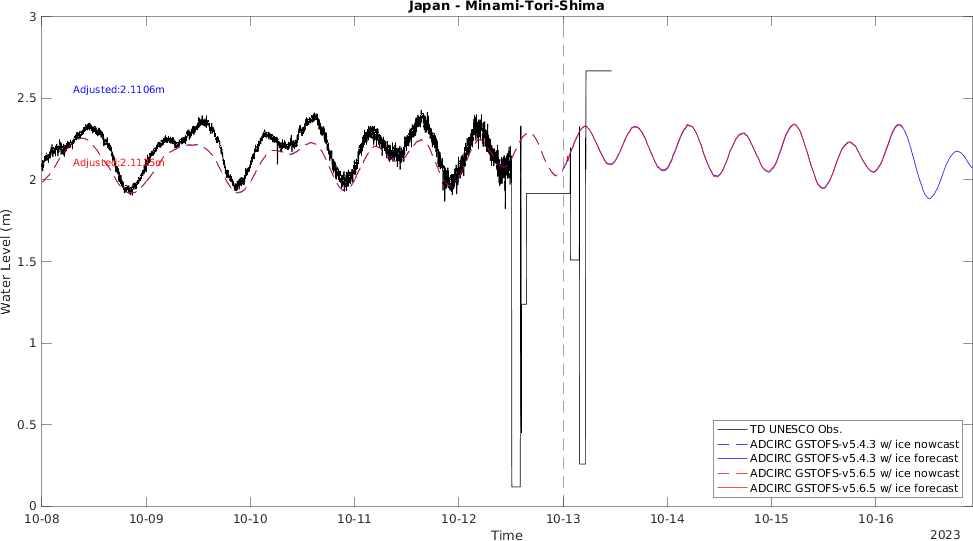 Japan - Minami-Tori-Shima
3
2.5
2
1.5
1
0.5
0
Water Level (m)
Adjusted:2.1106m
10-08
10-09
10-10
10-11
10-12
10-13
10-14
10-15
10-16
Time
2023
TD UNESCO Obs.
ADCIRC GSTOFS-v5.4.3 w/ ice nowcast
ADCIRC GSTOFS-v5.4.3 w/ ice forecast
ADCIRC GSTOFS-v5.6.5 w/ ice nowcast
ADCIRC GSTOFS-v5.6.5 w/ ice forecast